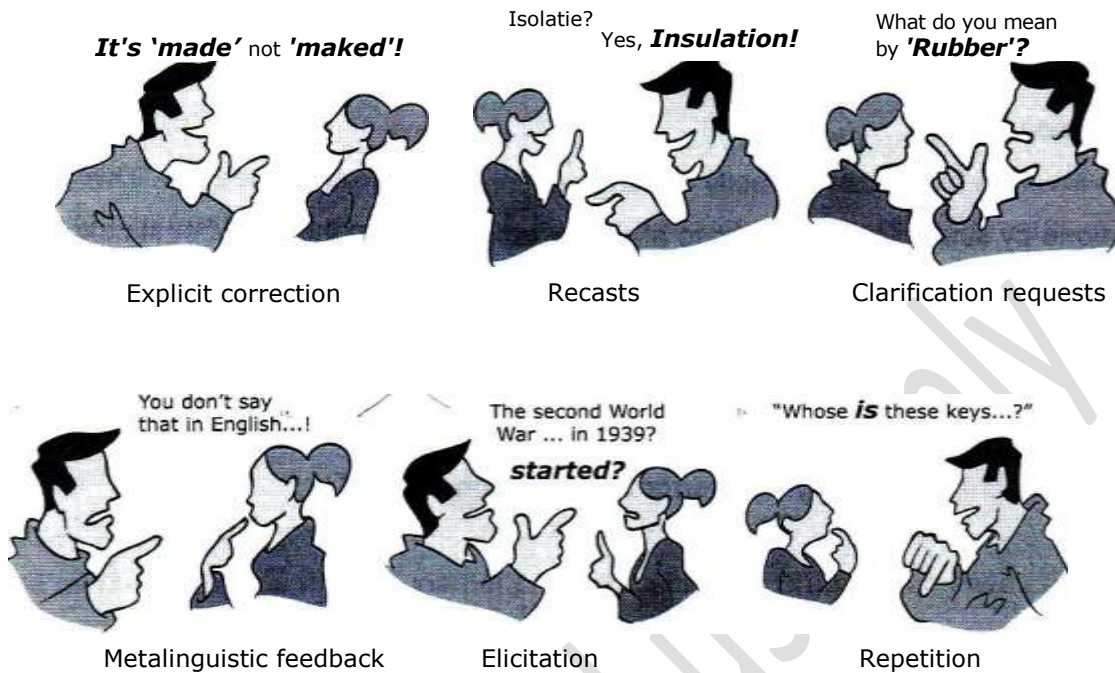 It's ‘made’ not 'maked'!
Isolatie?
Yes, Insulation!
What do you mean
by 'Rubber'?
Explicit correction
Recasts
Clarification requests
You don't say
that in English...!
The second World
War ... in 1939?
started?
“Whose is these keys...?”
Metalinguistic feedback
Elicitation
Repetition